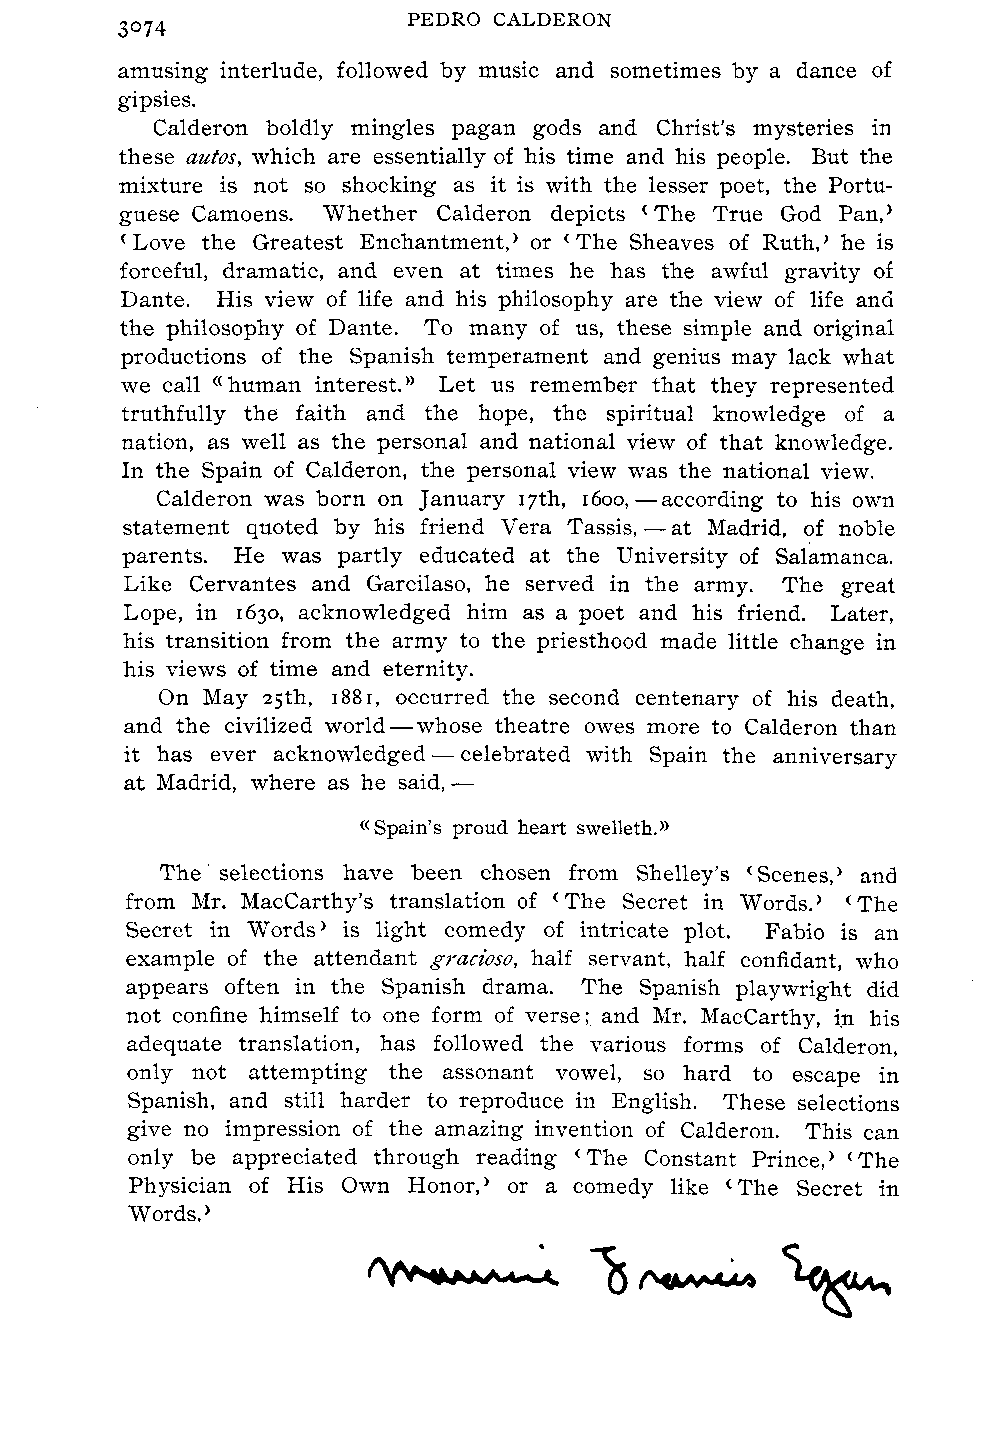 3074
PEDRO CALDERON
amusing interlude, followed by music and sometimes by a dance of
gipsies.
Calderon boldly mingles pagan gods and Christ's mysteries in
these autos, which are essentially of his time and his people. But the
mixture is not so shocking as it is with the lesser poet, the Portu-
guese Camoens. Whether Calderon depicts ‹The True God Pan,›
‹Love the Greatest Enchantment,› or ‹The Sheaves of Ruth,› he is
forceful, dramatic, and even at times he has the awful gravity of
Dante. His view of life and his philosophy are the view of life and
the philosophy of Dante. To many of us, these simple and original
productions of the Spanish temperament and genius may lack what
we call «human interest.» Let us remember that they represented
truthfully the faith and the hope, the spiritual knowledge of a
nation, as well as the personal and national view of that knowledge.
In the Spain of Calderon, the personal view was the national view.
Calderon was born on January 17th, 1600,—according to his own
statement quoted by his friend Vera Tassis,—at Madrid, of noble
parents. He was partly educated at the University of Salamanca.
Like Cervantes and Garcilaso, he served in the army. The great
Lope, in 1630, acknowledged him as a poet and his friend. Later,
his transition from the army to the priesthood made little change in
his views of time and eternity.
On May 25th, 1881, occurred the second centenary of his death,
and the civilized world—whose theatre owes more to Calderon than
it has ever acknowledged—celebrated with Spain the anniversary
at Madrid, where as he said,—
«Spain's proud heart swelleth.»
The selections have been chosen from Shelley's ‹Scenes,› and
from Mr. MacCarthy's translation of ‹The Secret in Words.› ‹The
Secret in Words› is light comedy of intricate plot. Fabio is an
example of the attendant gracioso, half servant, half confidant, who
appears often in the Spanish drama. The Spanish playwright did
not confine himself to one form of verse; and Mr. MacCarthy, in his
adequate translation, has followed the various forms of Calderon,
only not attempting the assonant vowel, so hard to escape in
Spanish, and still harder to reproduce in English. These selections
give no impression of the amazing invention of Calderon. This can
only be appreciated through reading ‹The Constant Prince,› ‹The
Physician of His Own Honor,› or a comedy like ‹The Secret in
Words.›
Maurice Francis Egan